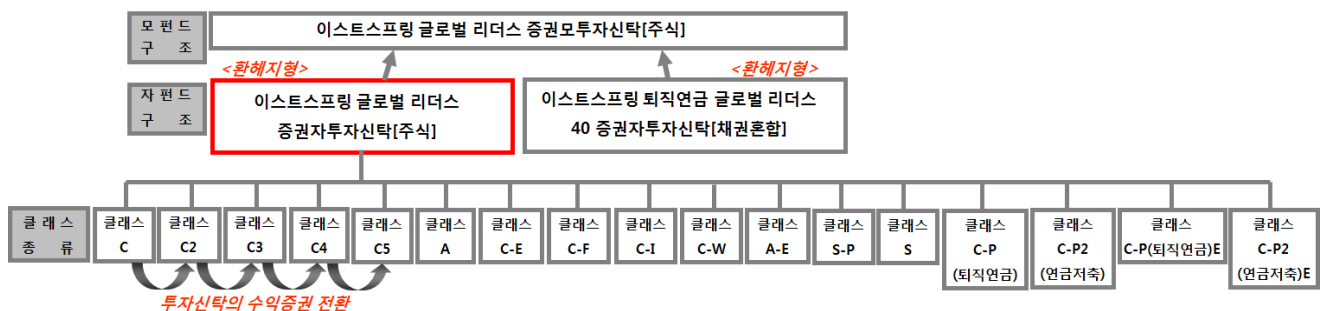 모 펀 드
구 조
이스트스프링 글로벌 리더스 증권모투자신탁[주식]
<환헤지형>
<환헤지형>
자 펀 드
구 조
이스트스프링 글로벌 리더스
증권자투자신탁[주식]
이스트스프링 퇴직연금 글로벌 리더스
40 증권자투자신탁[채권혼합]
클 래 스
종 류
클래스
C
클래스
C2
클래스
C3
클래스
C4
클래스
C5
클래스
A
클래스
C-E
클래스
C-F
클래스
C-I
클래스
C-W
클래스
A-E
클래스
S-P
클래스
S
클래스
C-P
(퇴직연금)
클래스
C-P2
(연금저축)
클래스
C-P(퇴직연금)E
클래스
C-P2
(연금저축)E
투자신탁의 수익증권 전환